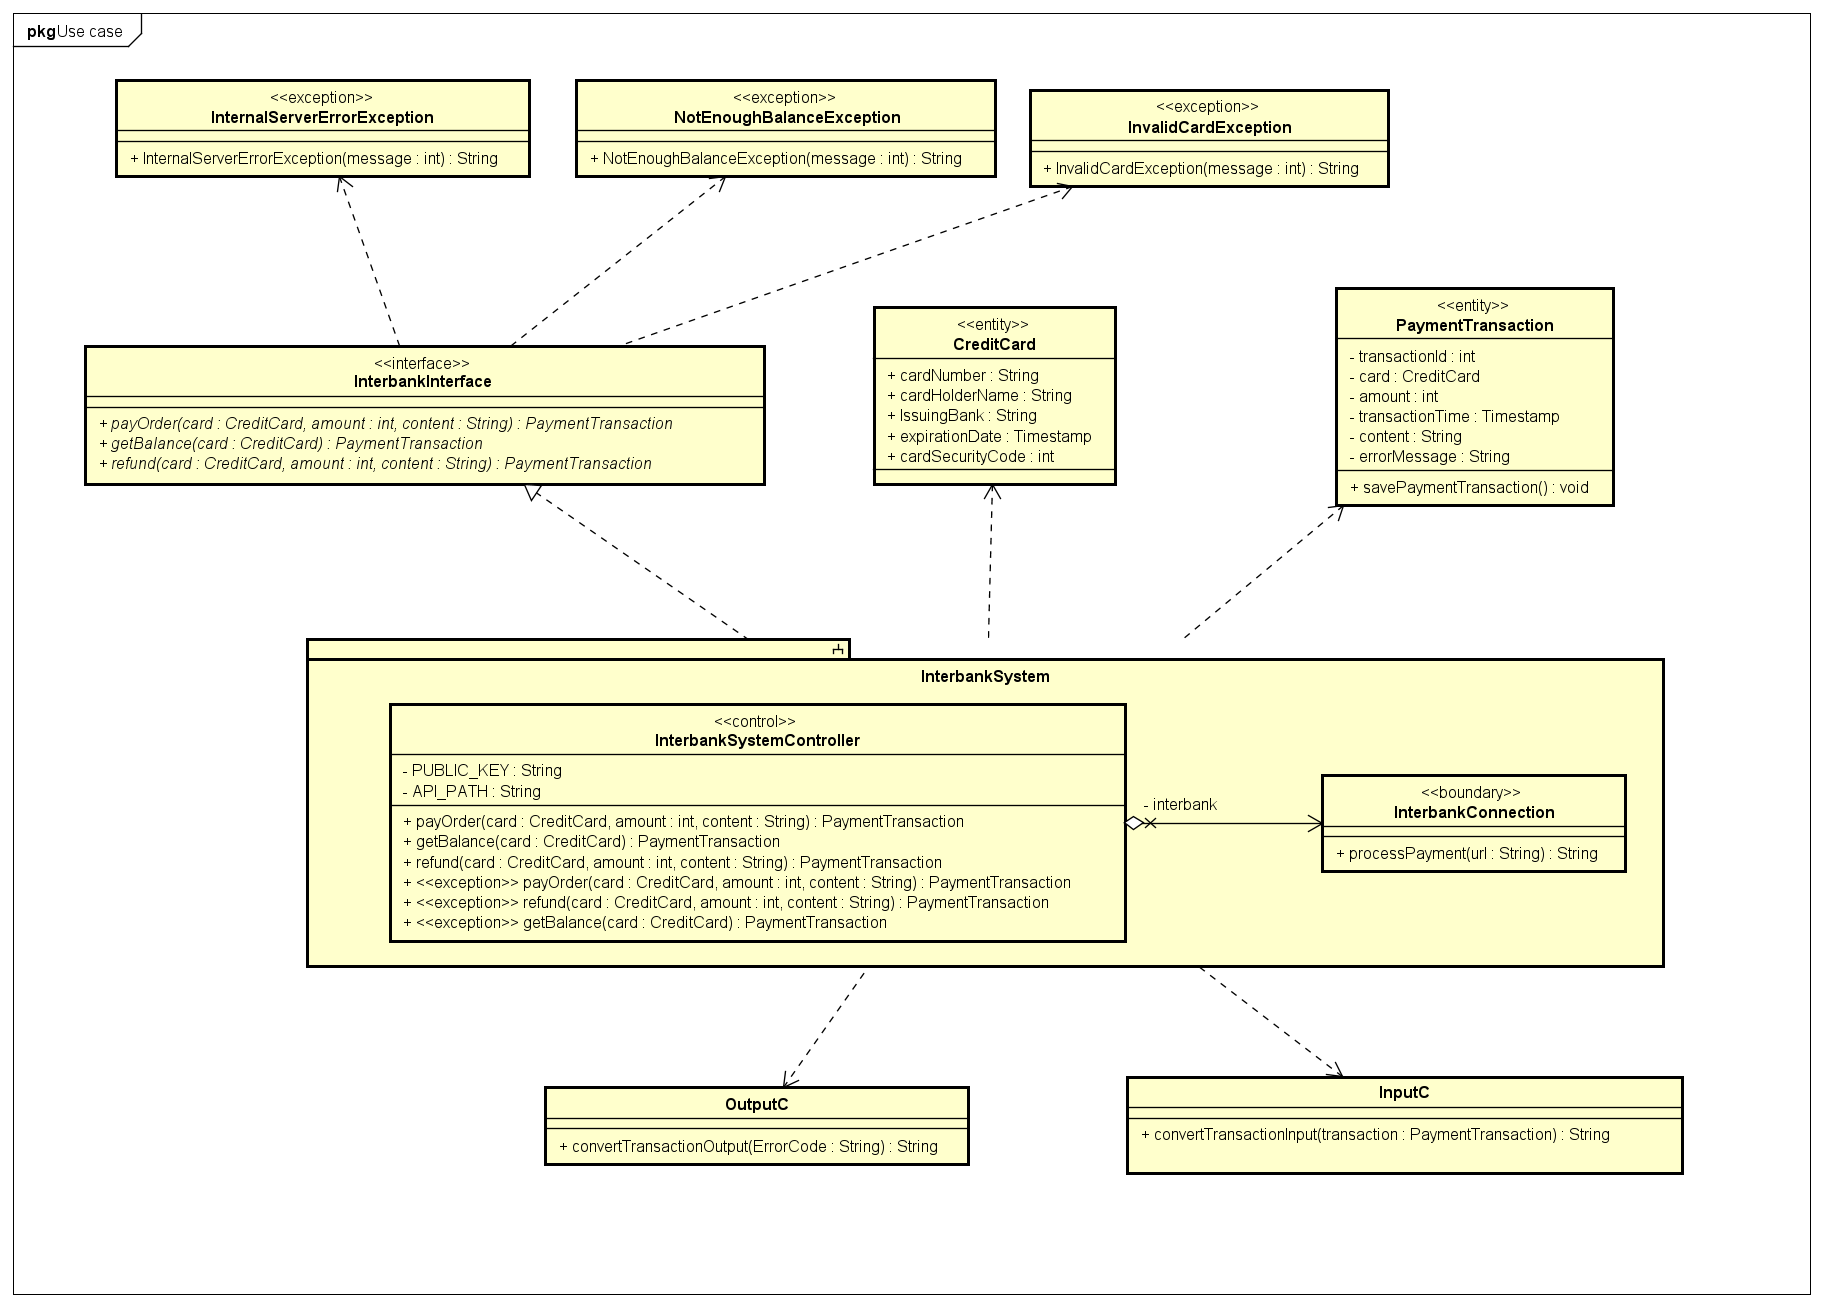 pkgUse case
<<exception>>
InternalServerErrorException
+ InternalServerErrorException(message : int) : String
<<exception>>
NotEnoughBalanceException
+ NotEnoughBalanceException(message : int) : String
<<exception>>
InvalidCardException
+ InvalidCardException(message : int) : String
<<interface>>
InterbankInterface
+ payOrder(card : CreditCard, amount : int, content : String) : PaymentTransaction
+ getBalance(card : CreditCard) : PaymentTransaction
+ refund(card : CreditCard, amount : int, content : String) : PaymentTransaction
<<entity>>
CreditCard
+ cardNumber : String
+ cardHolderName : String
+ IssuingBank : String
+ expirationDate : Timestamp
+ cardSecurityCode : int
<<entity>>
PaymentTransaction
- transactionId : int
- card : CreditCard
- amount : int
- transactionTime : Timestamp
- content : String
- errorMessage : String
+ savePaymentTransaction() : void
InterbankSystem
<<control>>
InterbankSystemController
- PUBLIC_KEY : String
- API_PATH : String
+ payOrder(card : CreditCard, amount : int, content : String) : PaymentTransaction
+ getBalance(card : CreditCard) : PaymentTransaction
+ refund(card : CreditCard, amount : int, content : String) : PaymentTransaction
+ <<exception>> payOrder(card : CreditCard, amount : int, content : String) : PaymentTransaction
+ <<exception>> refund(card : CreditCard, amount : int, content : String) : PaymentTransaction
+ <<exception>> getBalance(card : CreditCard) : PaymentTransaction
- interbank
<<boundary>>
InterbankConnection
+ processPayment(url : String) : String
OutputC
+ convertTransactionOutput(ErrorCode : String) : String
InputC
+ convertTransactionInput(transaction : PaymentTransaction) : String